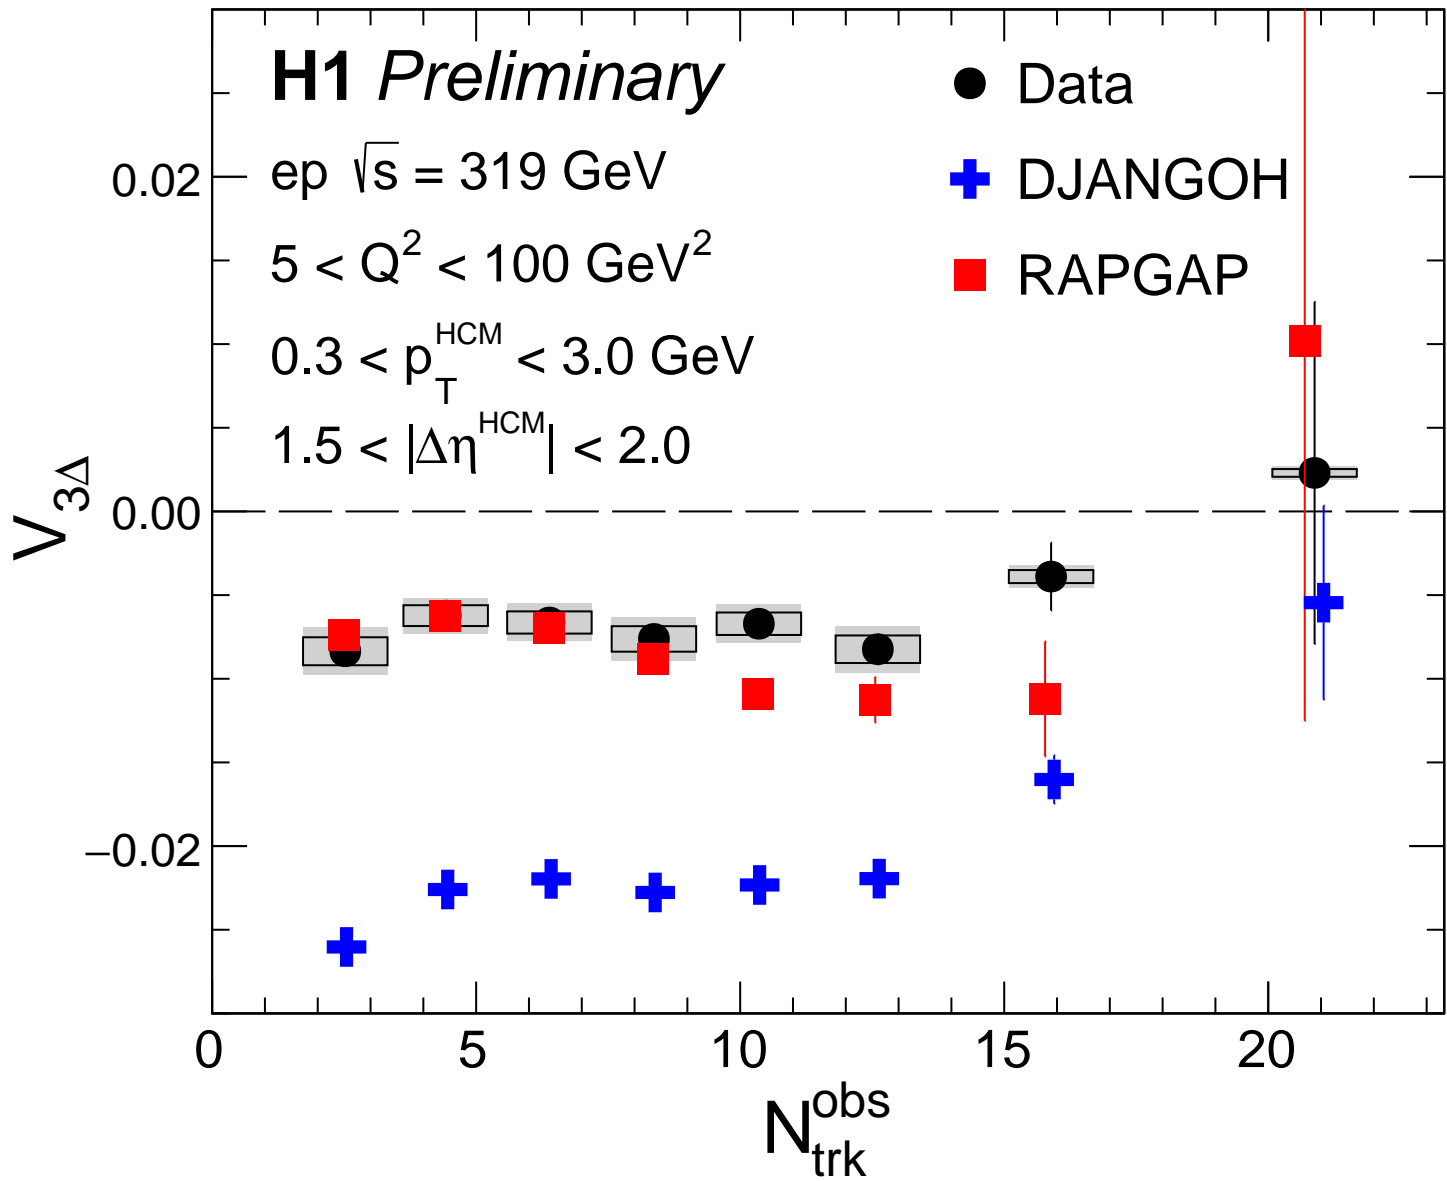 H1 Preliminary
ep √s = 319 GeV
5 < Q² < 100 GeV²
0.3 < p_T^HCM < 3.0 GeV
1.5 < |Δη^HCM| < 2.0
Data
DJANGOH
RAPGAP
V_3Δ
0.02
0.00
−0.02
0 5 10 15 20
N_trk^obs